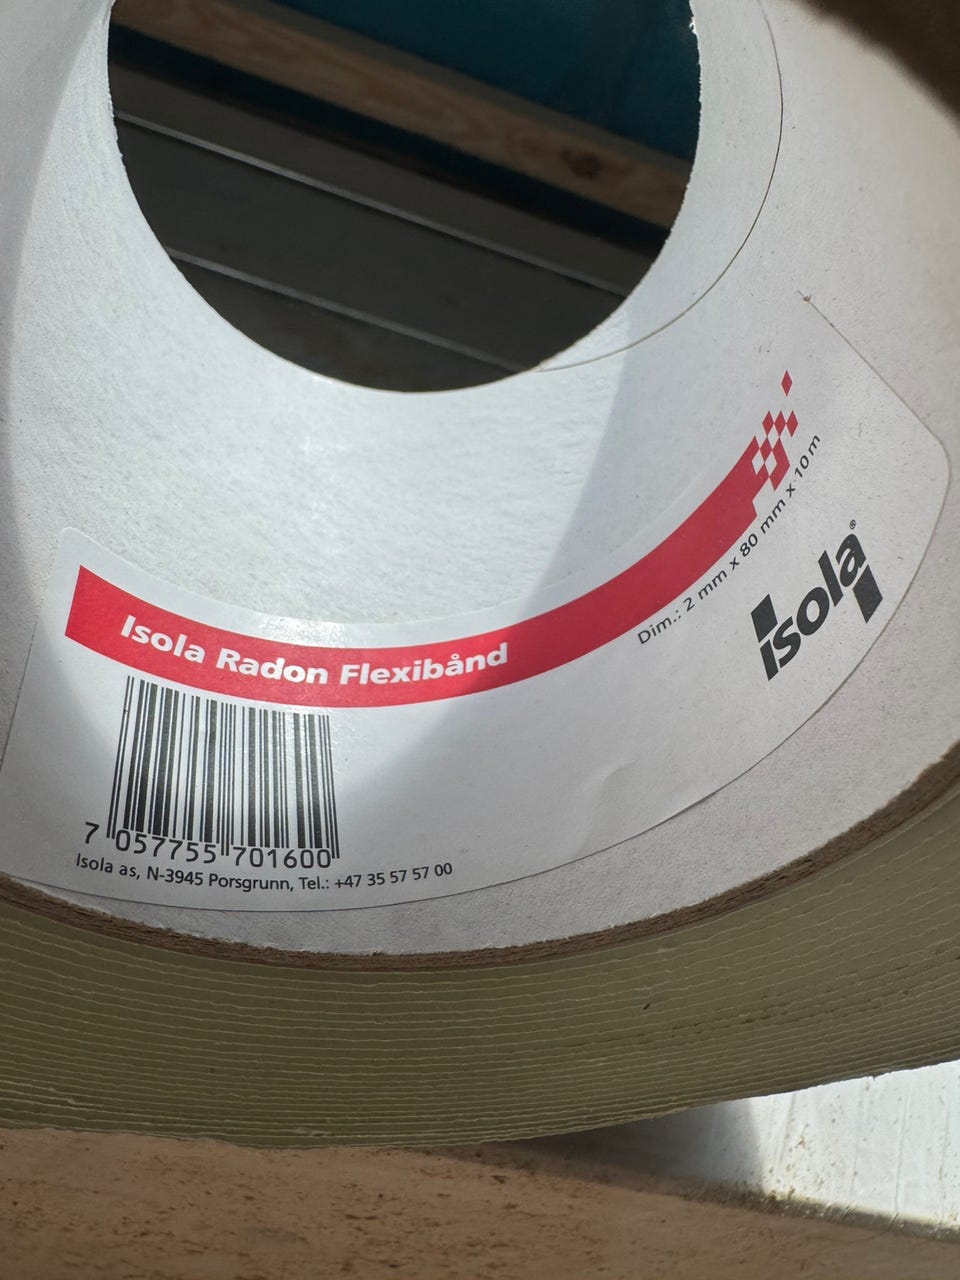 Isola Radon Flexibånd
Dim.: 2 mm x 80 mm x 10 m
isola®
7 057755 701600
Isola as, N-3945 Porsgrunn, Tel.: +47 35 57 57 00